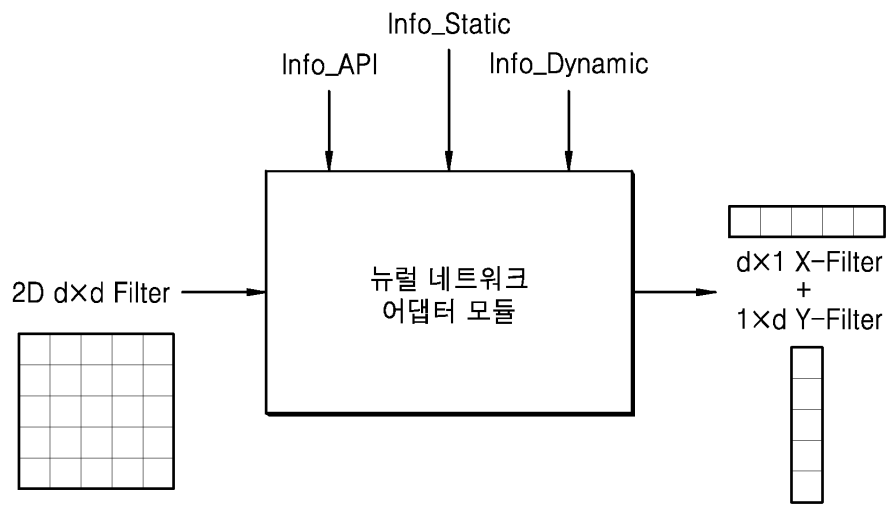 Info_Static
Info_API
Info_Dynamic
2D d×d Filter
뉴럴 네트워크
어댑터 모듈
d×1 X-Filter
+
1×d Y-Filter